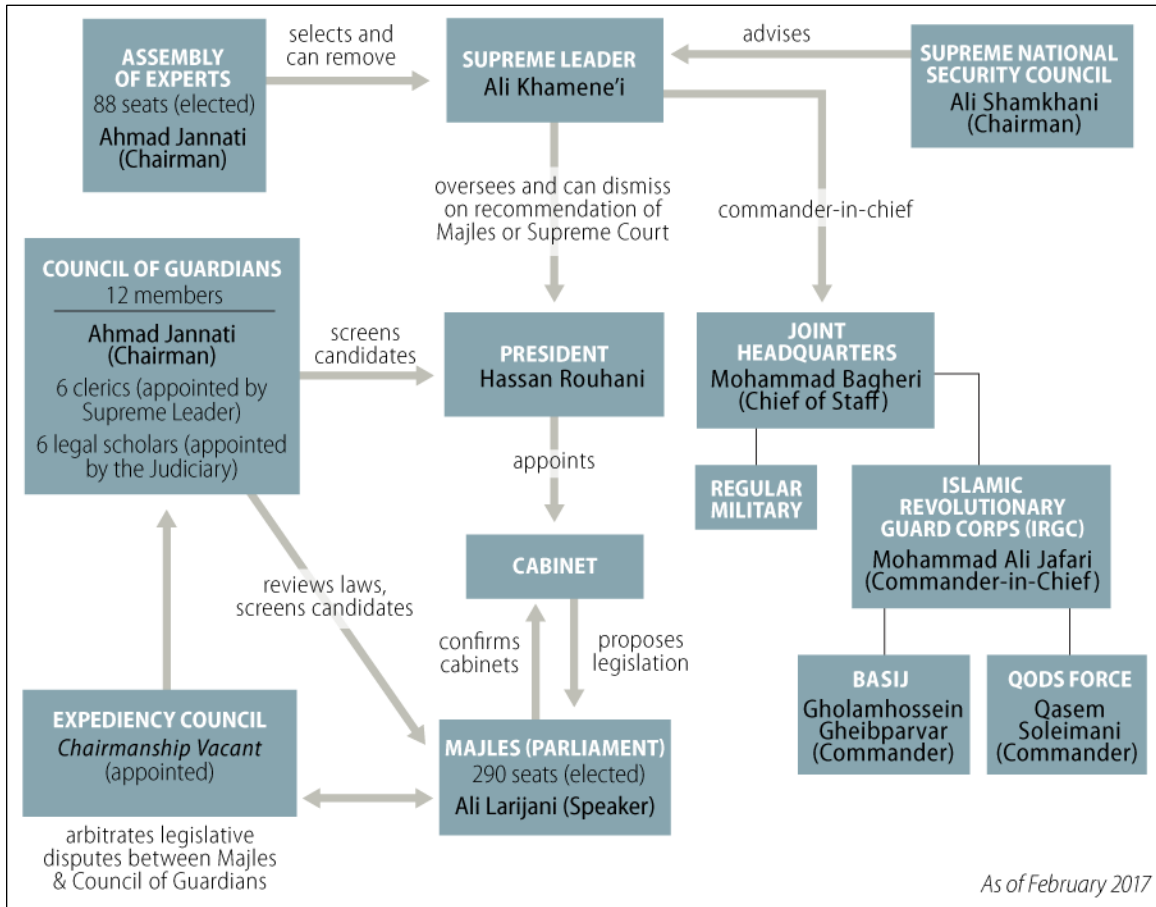 ASSEMBLY
OF EXPERTS
88 seats (elected)
Ahmad Jannati
(Chairman)
selects and
can remove
SUPREME LEADER
Ali Khamene'i
advises
SUPREME NATIONAL
SECURITY COUNCIL
Ali Shamkhani
(Chairman)
oversees and can dismiss
on recommendation of
Majles or Supreme Court
commander-in-chief
COUNCIL OF GUARDIANS
12 members
Ahmad Jannati
(Chairman)
6 clerics (appointed by
Supreme Leader)
6 legal scholars (appointed
by the Judiciary)
screens
candidates
PRESIDENT
Hassan Rouhani
JOINT
HEADQUARTERS
Mohammad Bagheri
(Chief of Staff)
appoints
REGULAR
MILITARY
ISLAMIC
REVOLUTIONARY
GUARD CORPS (IRGC)
Mohammad Ali Jafari
(Commander-in-Chief)
CABINET
reviews laws,
screens candidates
confirms
cabinets
proposes
legislation
BASIJ
Gholamhossein
Gheibparvar
(Commander)
QODS FORCE
Qasem
Soleimani
(Commander)
EXPEDIENCY COUNCIL
Chairmanship Vacant
(appointed)
MAJLES (PARLIAMENT)
290 seats (elected)
Ali Larijani (Speaker)
arbitrates legislative
disputes between Majles
& Council of Guardians
As of February 2017